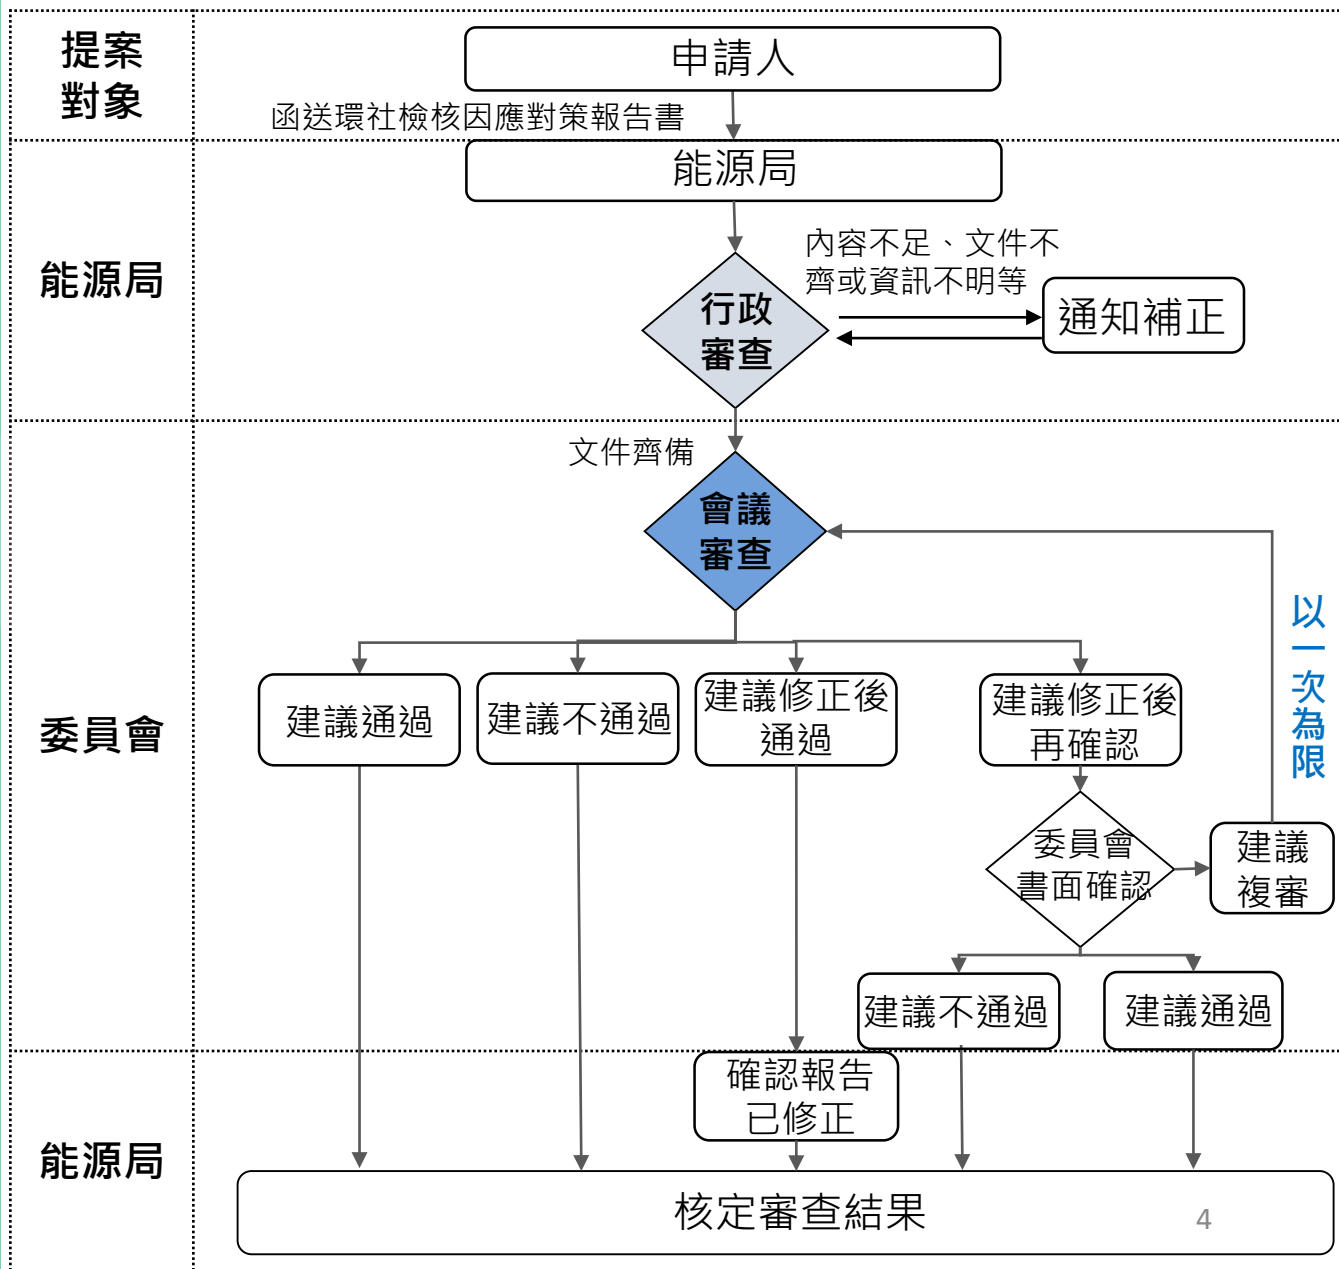 提案
對象
申請人
函送環社檢核因應對策報告書
能源局
能源局
內容不足、文件不
齊或資訊不明等
行政
審查
通知補正
文件齊備
會議
審查
委員會
建議通過
建議不通過
建議修正後
通過
建議修正後
再確認
以一次為限
委員會
書面確認
建議
複審
建議不通過
建議通過
能源局
確認報告
已修正
核定審查結果
4